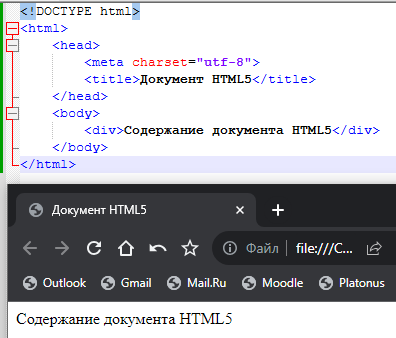 <!DOCTYPE html>
<html>
<head>
<meta charset="utf-8">
<title>Документ HTML5</title>
</head>
<body>
<div>Содержание документа HTML5</div>
</body>
</html>
Документ HTML5
Файл file:///C...
Outlook Gmail Mail.Ru Moodle Platonus
Содержание документа HTML5